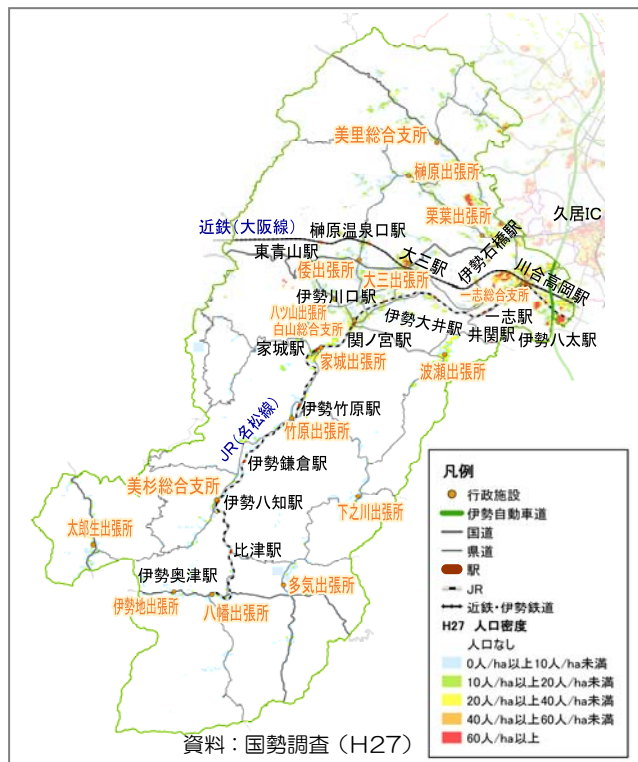 美里総合支所
榊原出張所
栗葉出張所
久居IC
近鉄(大阪線)
榊原温泉口駅
伊勢石橋駅
東青山駅
大三駅
川合高岡駅
倭出張所
大三出張所
伊勢川口駅
一志総合支所
八ツ山出張所
白山総合支所
伊勢大井駅
一志駅
関ノ宮駅
井関駅
伊勢八太駅
家城駅
家城出張所
波瀬出張所
伊勢竹原駅
竹原出張所
JR(名松線)
伊勢鎌倉駅
美杉総合支所
伊勢八知駅
下之川出張所
太郎生出張所
比津駅
伊勢奥津駅
多気出張所
伊勢地出張所
八幡出張所
凡例
行政施設
伊勢自動車道
国道
県道
駅
JR
近鉄・伊勢鉄道
H27 人口密度
人口なし
0人/ha以上10人/ha未満
10人/ha以上20人/ha未満
20人/ha以上40人/ha未満
40人/ha以上60人/ha未満
60人/ha以上
資料：国勢調査（H27）